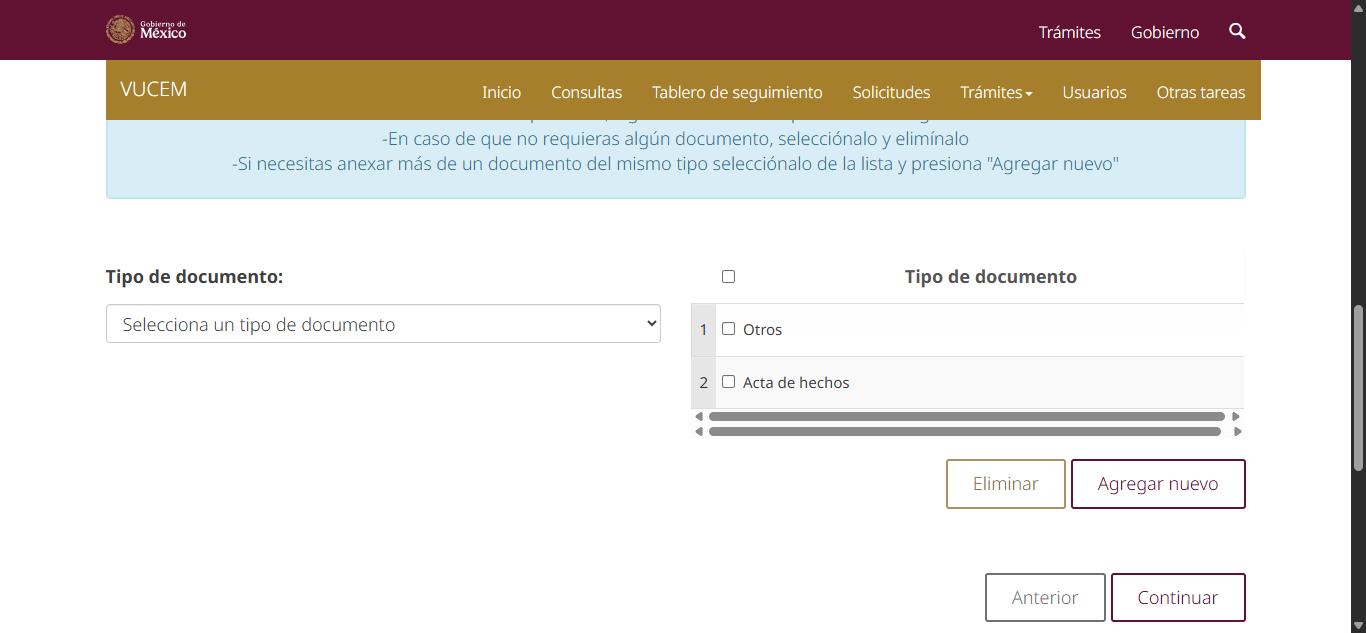 Gobierno de
México
Trámites
Gobierno
VUCEM
Inicio
Consultas
Tablero de seguimiento
Solicitudes
Trámites
Usuarios
Otras tareas
-En caso de que no requieras algún documento, selecciónalo y elimínalo
-Si necesitas anexar más de un documento del mismo tipo selecciónalo de la lista y presiona "Agregar nuevo"
Tipo de documento:
Selecciona un tipo de documento
Tipo de documento
1 Otros
2 Acta de hechos
Eliminar
Agregar nuevo
Anterior
Continuar